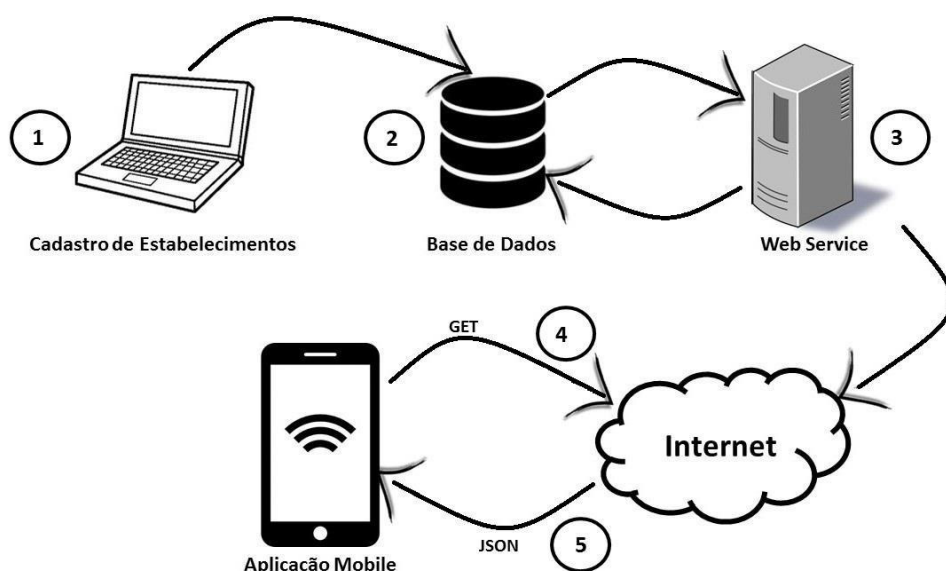 1
2
3
Cadastro de Estabelecimentos
Base de Dados
Web Service
GET
4
Internet
JSON
5
Aplicação Mobile